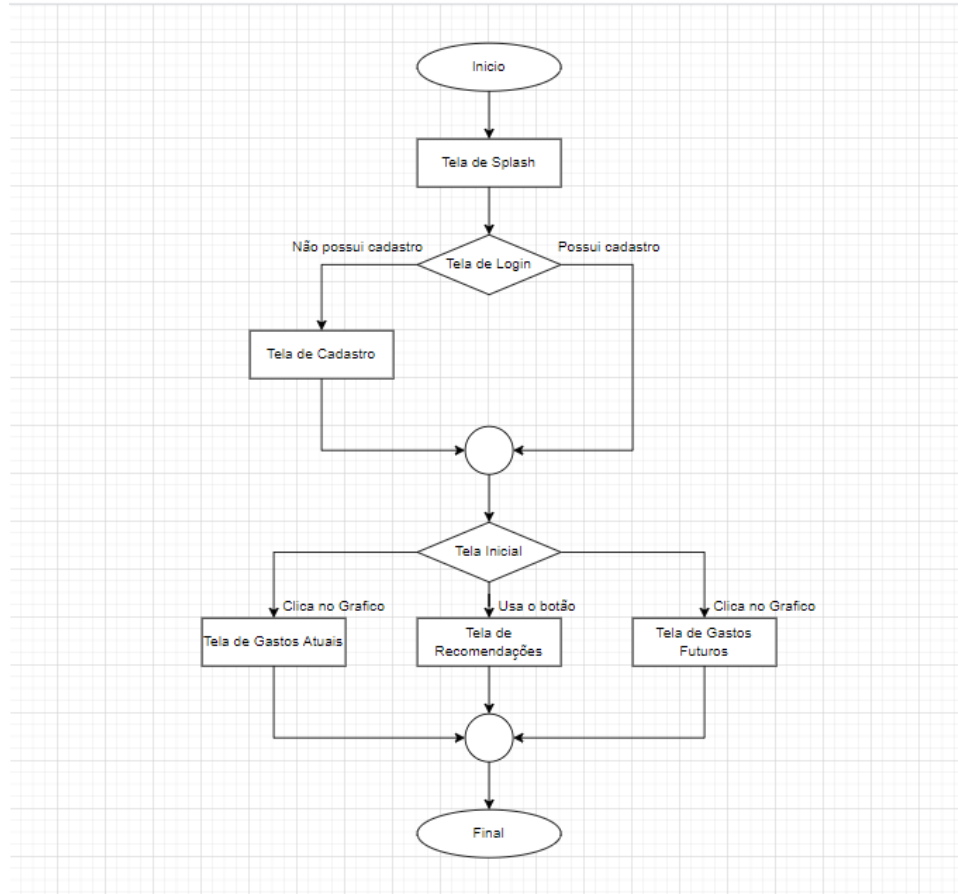 Inicio
Tela de Splash
Não possui cadastro
Possui cadastro
Tela de Login
Tela de Cadastro
Tela Inicial
Clica no Grafico
Usa o botão
Clica no Grafico
Tela de Gastos Atuais
Tela de
Recomendações
Tela de Gastos
Futuros
Final